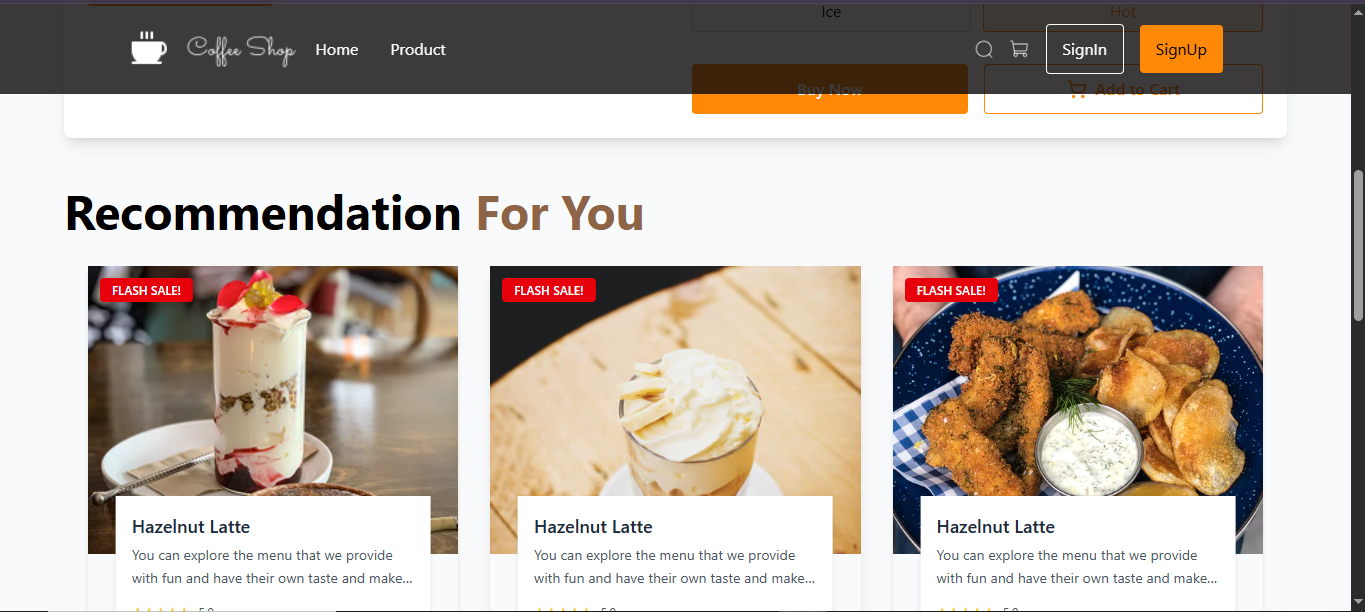 Ice
Hot
Coffee Shop
Home
Product
SignIn
SignUp
Buy Now
Add to Cart
Recommendation For You
FLASH SALE!
FLASH SALE!
FLASH SALE!
Hazelnut Latte
You can explore the menu that we provide
with fun and have their own taste and make...
Hazelnut Latte
You can explore the menu that we provide
with fun and have their own taste and make...
Hazelnut Latte
You can explore the menu that we provide
with fun and have their own taste and make...
5.0
5.0
5.0